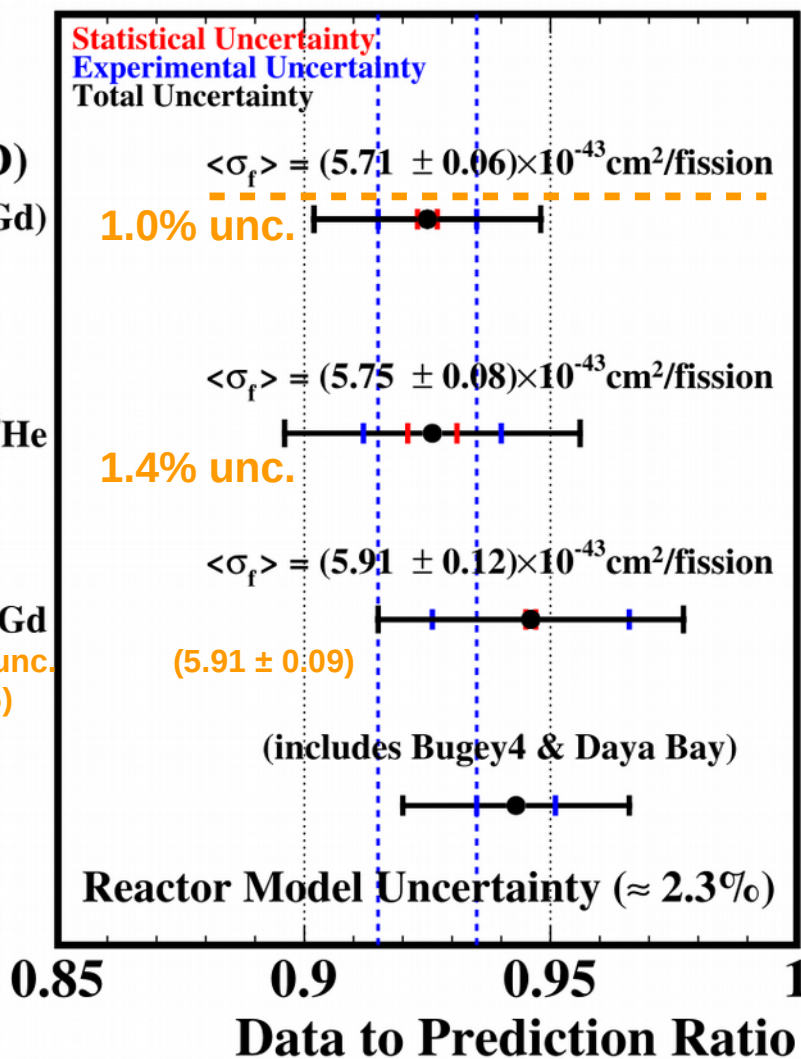 Statistical Uncertainty
Experimental Uncertainty
Total Uncertainty
)
<σf> = (5.71 ± 0.06)×10-43cm2/fission
Gd)
1.0% unc.
<σf> = (5.75 ± 0.08)×10-43cm2/fission
He
1.4% unc.
<σf> = (5.91 ± 0.12)×10-43cm2/fission
Gd
unc.
(5.91 ± 0.09)
)
(includes Bugey4 & Daya Bay)
Reactor Model Uncertainty (≈ 2.3%)
0.85 0.9 0.95 1
Data to Prediction Ratio